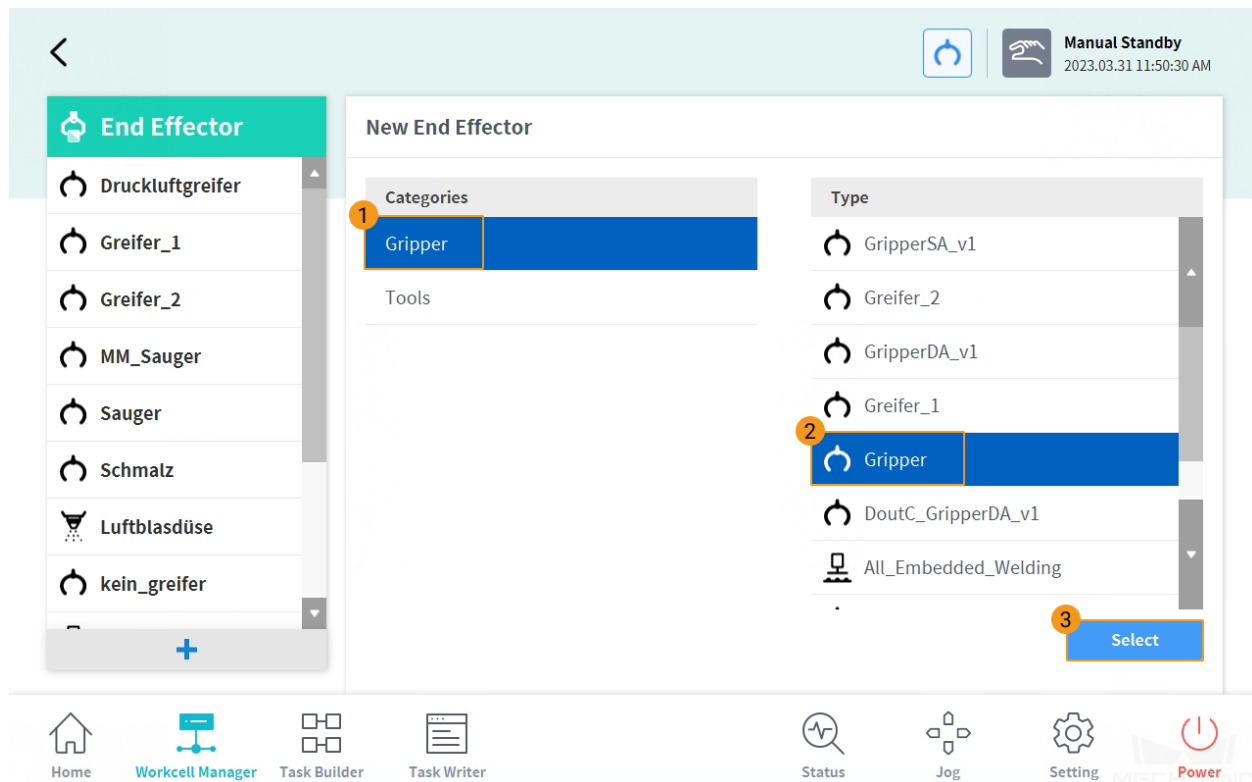 Manual Standby
2023.03.31 11:50:30 AM
End Effector
Druckluftgreifer
Greifer_1
Greifer_2
MM_Sauger
Sauger
Schmalz
Luftblasdüse
kein_greifer
+
New End Effector
Categories
1
Gripper
Tools
Type
GripperSA_v1
Greifer_2
GripperDA_v1
Greifer_1
2
Gripper
DoutC_GripperDA_v1
All_Embedded_Welding
3
Select
Home
Workcell Manager
Task Builder
Task Writer
Status
Jog
Setting
Power